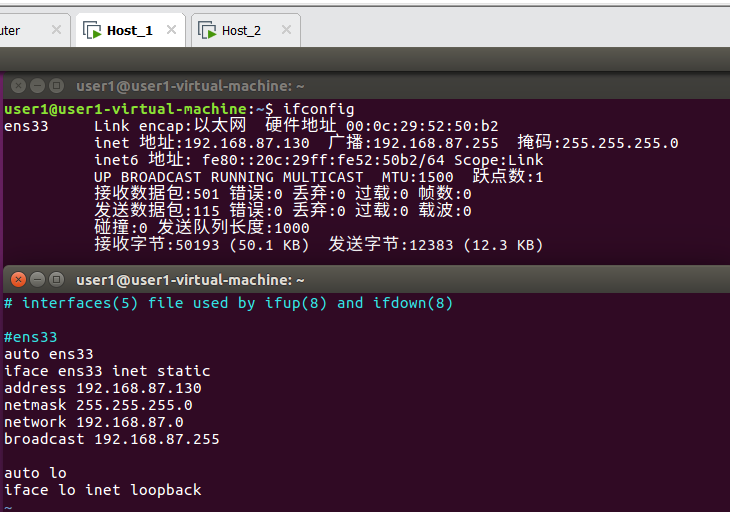 uter
Host_1
Host_2
user1@user1-virtual-machine: ~
user1@user1-virtual-machine:~$ ifconfig
ens33     Link encap:以太网  硬件地址 00:0c:29:52:50:b2
          inet 地址:192.168.87.130  广播:192.168.87.255  掩码:255.255.255.0
          inet6 地址: fe80::20c:29ff:fe52:50b2/64 Scope:Link
          UP BROADCAST RUNNING MULTICAST  MTU:1500  跃点数:1
          接收数据包:501 错误:0 丢弃:0 过载:0 帧数:0
          发送数据包:115 错误:0 丢弃:0 过载:0 载波:0
          碰撞:0 发送队列长度:1000
          接收字节:50193 (50.1 KB)  发送字节:12383 (12.3 KB)
user1@user1-virtual-machine: ~
# interfaces(5) file used by ifup(8) and ifdown(8)
#ens33
auto ens33
iface ens33 inet static
address 192.168.87.130
netmask 255.255.255.0
network 192.168.87.0
broadcast 192.168.87.255
auto lo
iface lo inet loopback
~